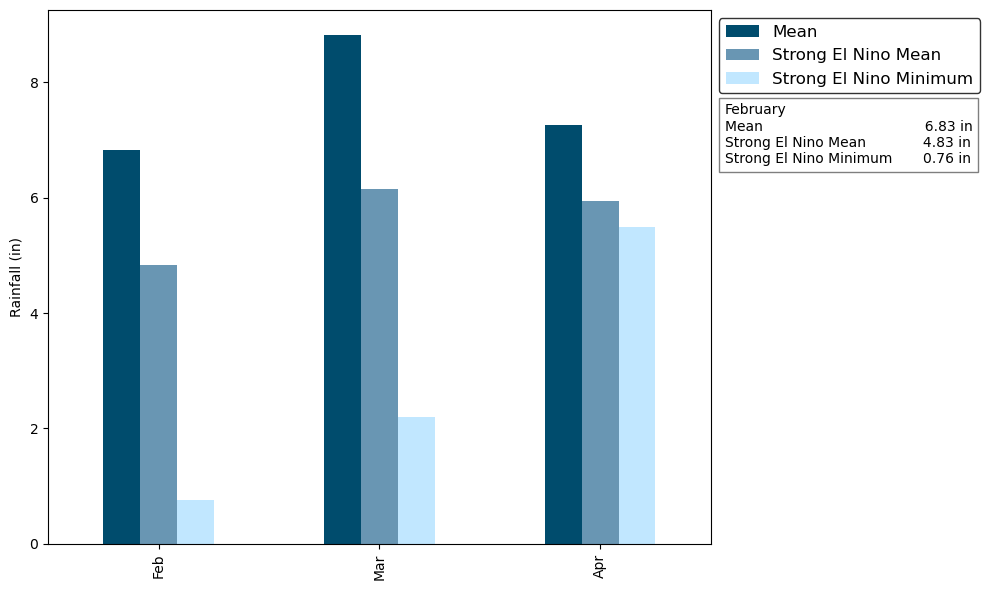 Mean
Strong El Nino Mean
Strong El Nino Minimum
February
Mean 6.83 in
Strong El Nino Mean 4.83 in
Strong El Nino Minimum 0.76 in
Rainfall (in)
8
6
4
2
0
Feb
Mar
Apr